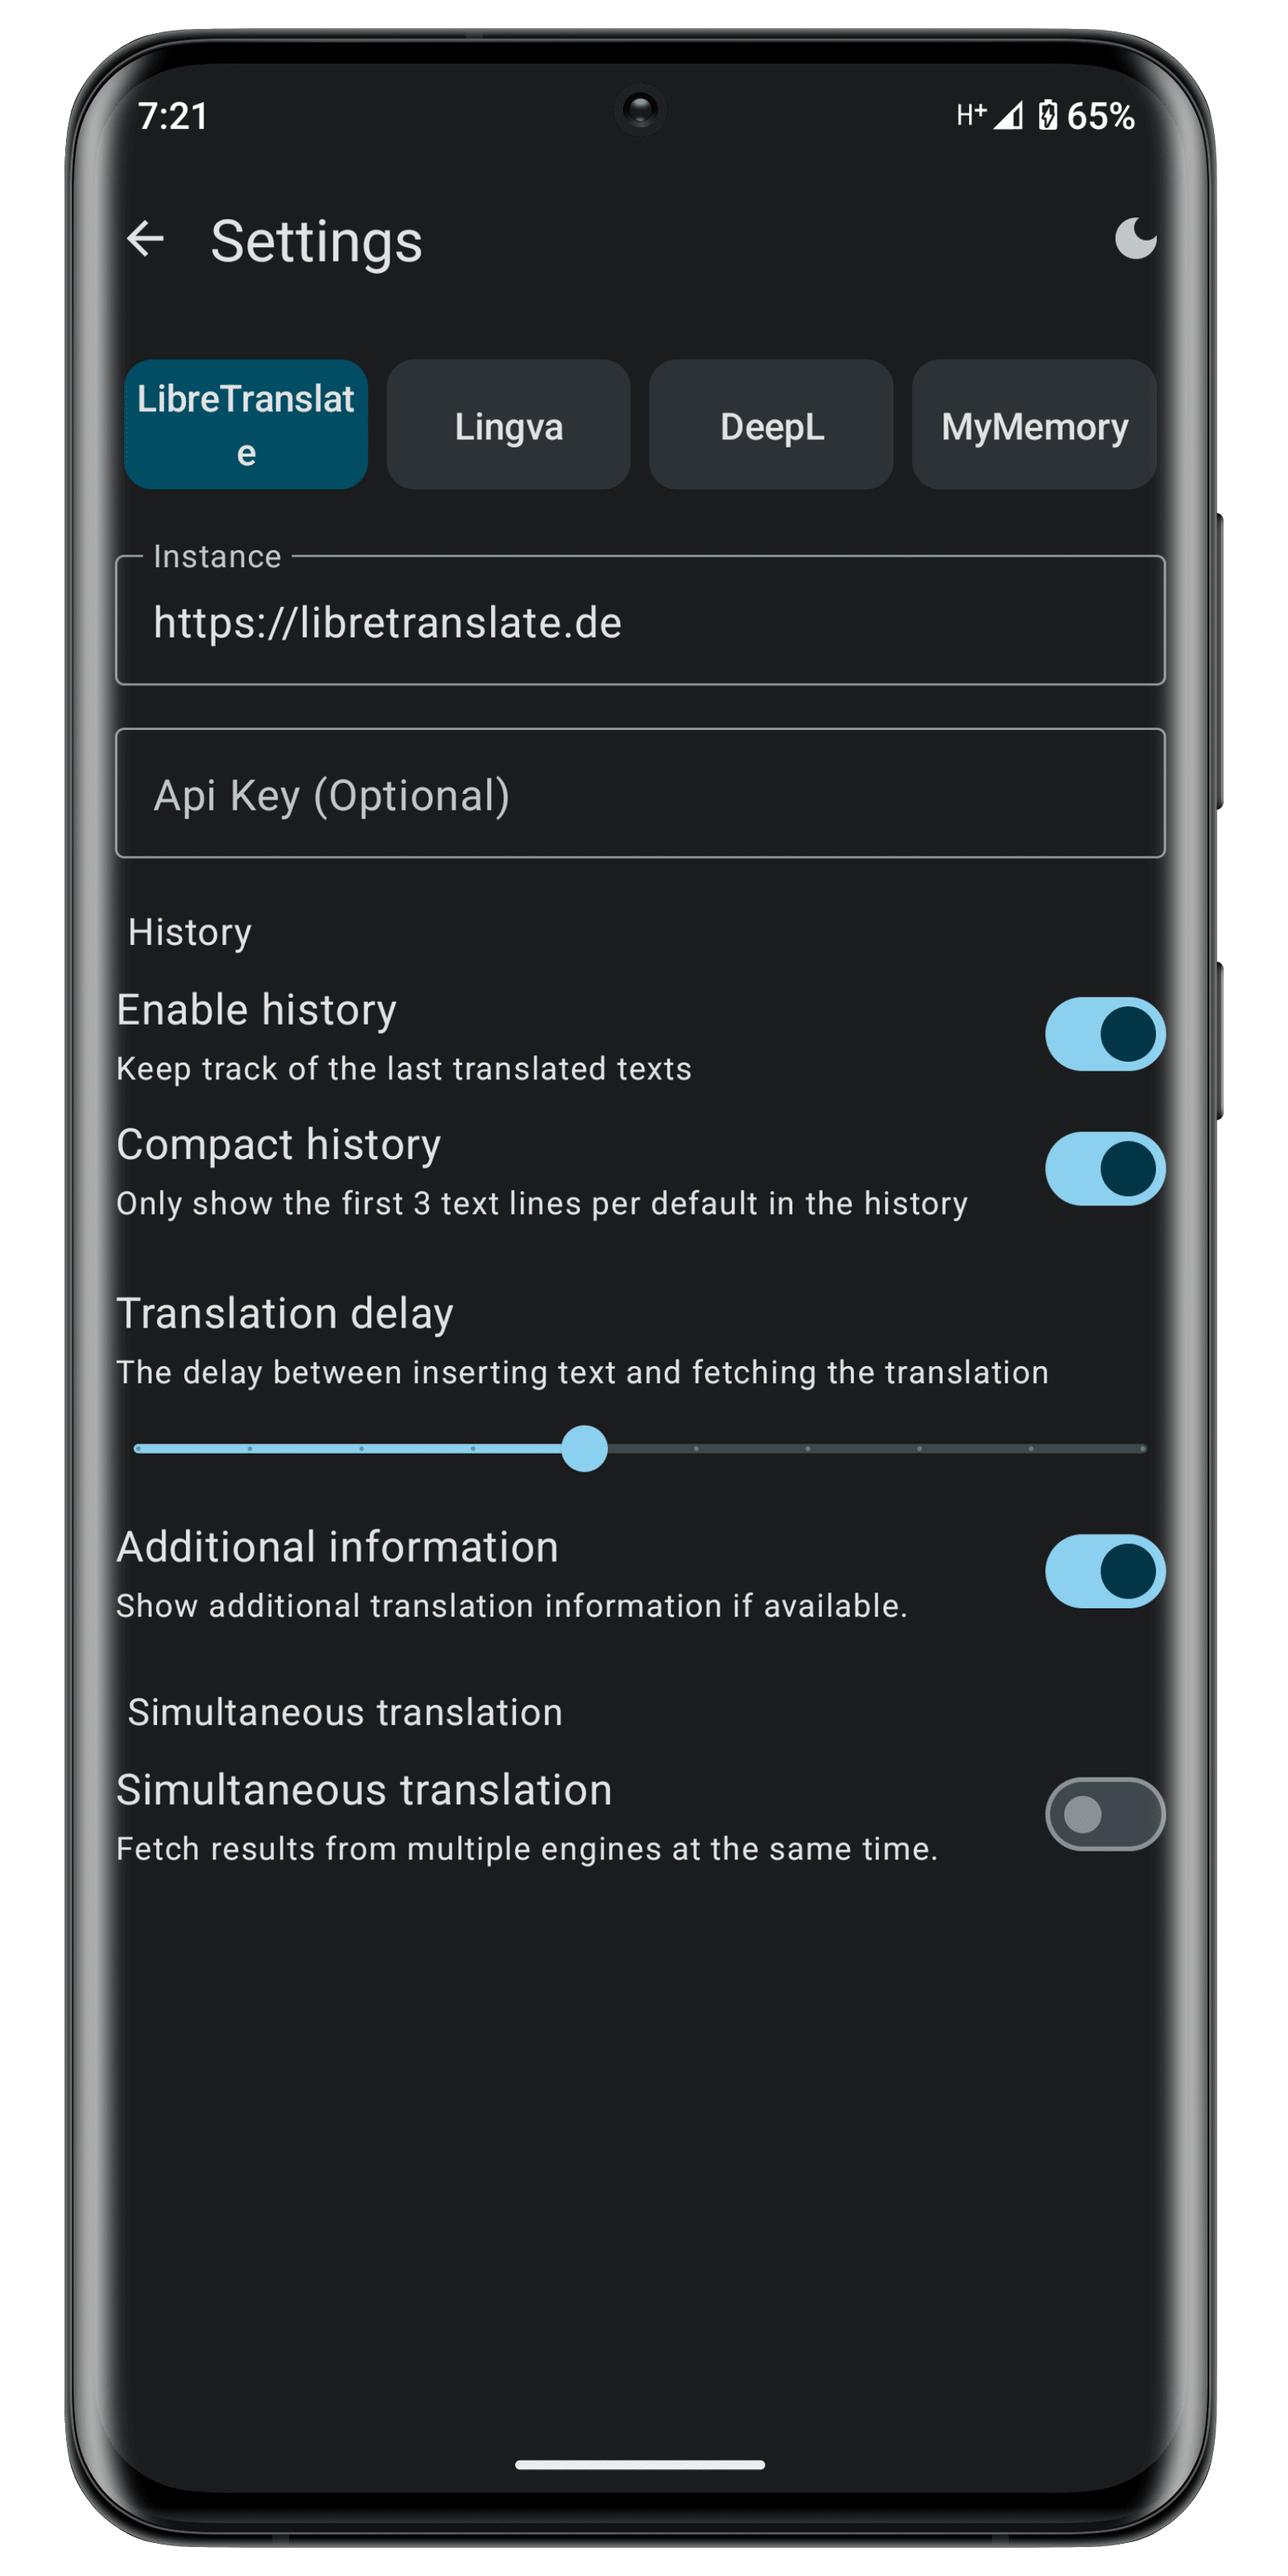 7:21 H+ 65%
Settings
LibreTranslat
e
Lingva
DeepL
MyMemory
Instance
https://libretranslate.de
Api Key (Optional)
History
Enable history
Keep track of the last translated texts
Compact history
Only show the first 3 text lines per default in the history
Translation delay
The delay between inserting text and fetching the translation
Additional information
Show additional translation information if available.
Simultaneous translation
Simultaneous translation
Fetch results from multiple engines at the same time.